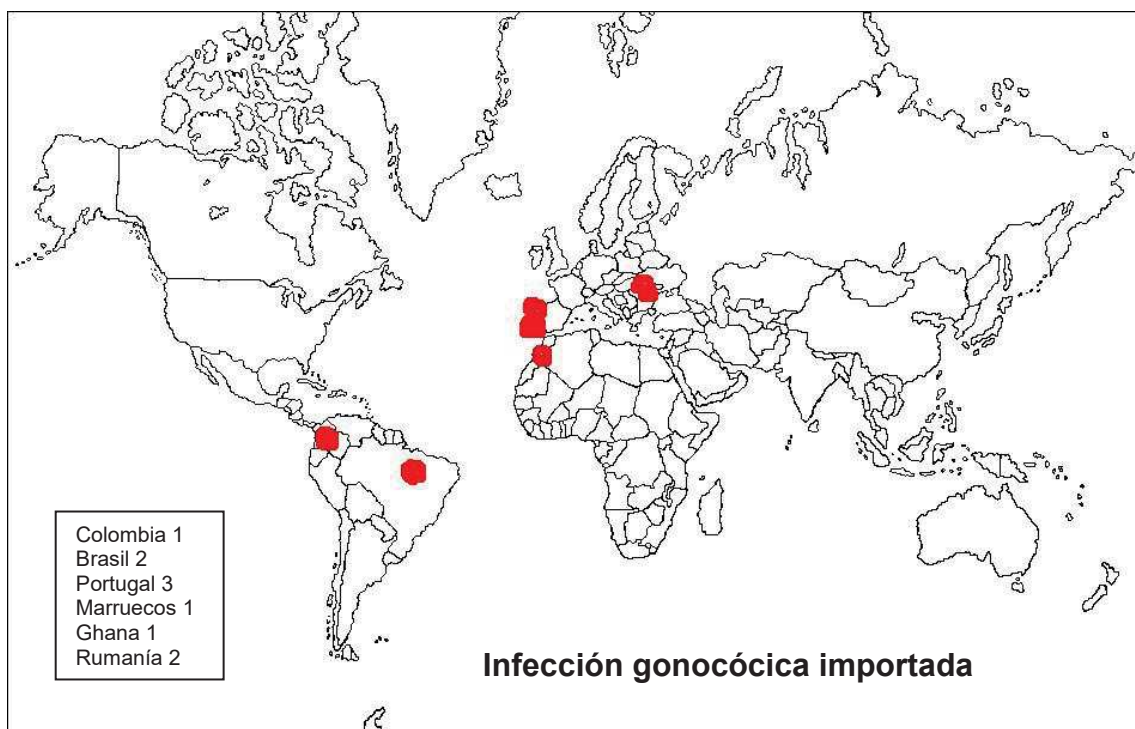 Colombia 1
Brasil 2
Portugal 3
Marruecos 1
Ghana 1
Rumanía 2
Infección gonocócica importada